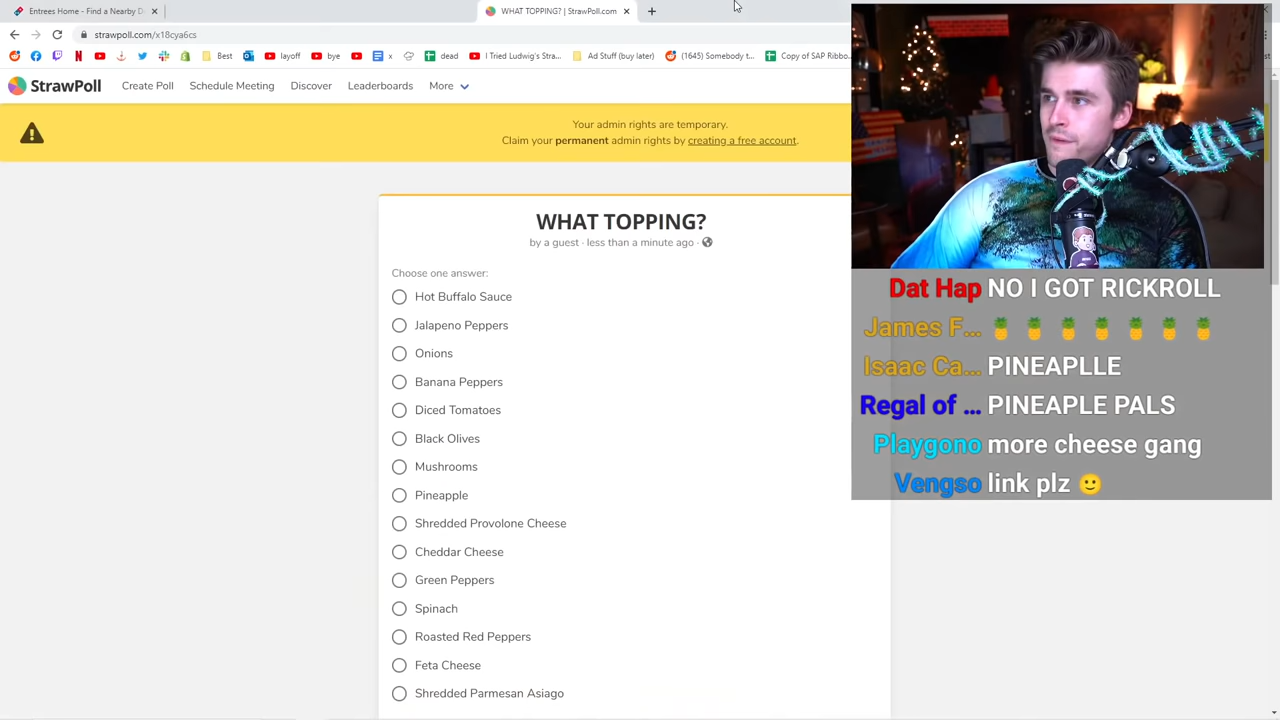 Entrees Home - Find a Nearby D
WHAT TOPPING? | StrawPoll.com
strawpoll.com/x18cya6cs
Best
layoff
bye
x
dead
I Tried Ludwig's Stra...
Ad Stuff (buy later)
(1645) Somebody t...
Copy of SAP Ribbo...
StrawPoll
Create Poll
Schedule Meeting
Discover
Leaderboards
More
Your admin rights are temporary.
Claim your permanent admin rights by creating a free account.
WHAT TOPPING?
by a guest · less than a minute ago ·
Choose one answer:
Hot Buffalo Sauce
Jalapeno Peppers
Onions
Banana Peppers
Diced Tomatoes
Black Olives
Mushrooms
Pineapple
Shredded Provolone Cheese
Cheddar Cheese
Green Peppers
Spinach
Roasted Red Peppers
Feta Cheese
Shredded Parmesan Asiago
Dat Hap NO I GOT RICKROLL
James F... 🍍 🍍 🍍 🍍 🍍 🍍 🍍
Isaac Ca... PINEAPLLE
Regal of ... PINEAPLE PALS
Playgono more cheese gang
Vengso link plz 🙂